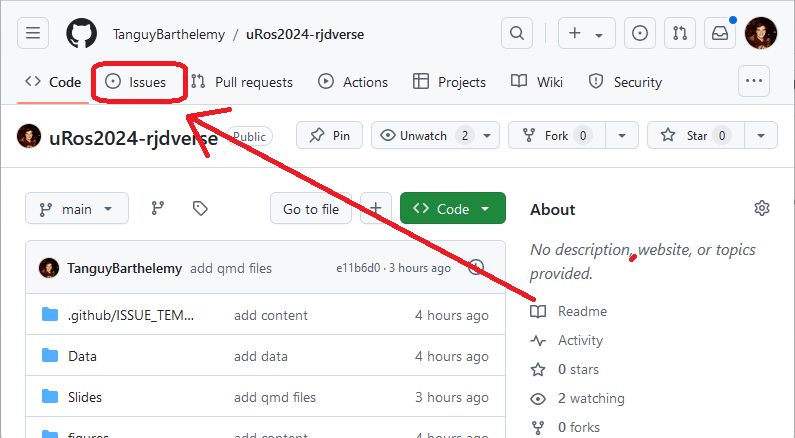 TanguyBarthelemy / uRos2024-rjdverse
Code Issues Pull requests Actions Projects Wiki Security
uRos2024-rjdverse Public Pin Unwatch 2 Fork 0 Star 0
main Go to file Code
About
No description, website, or topics
provided.
TanguyBarthelemy add qmd files e11b6d0 · 3 hours ago
.github/ISSUE_TEM... add content 4 hours ago
Data add data 4 hours ago
Slides add qmd files 3 hours ago
figures add content 4 hours ago
Readme
Activity
0 stars
2 watching
0 forks